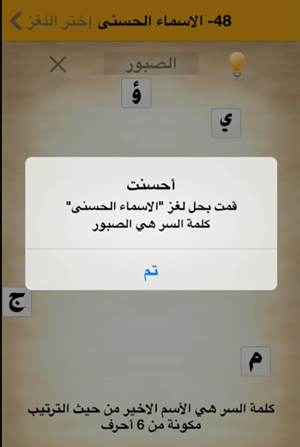 48- الاسماء الحسنى إختر اللغز
الصبور
ؤ
ي
أحسنت
قمت بحل لغز "الاسماء الحسنى"
كلمة السر هي الصبور
تم
ج
م
كلمة السر هي الأسم الاخير من حيث الترتيب
مكونة من 6 أحرف